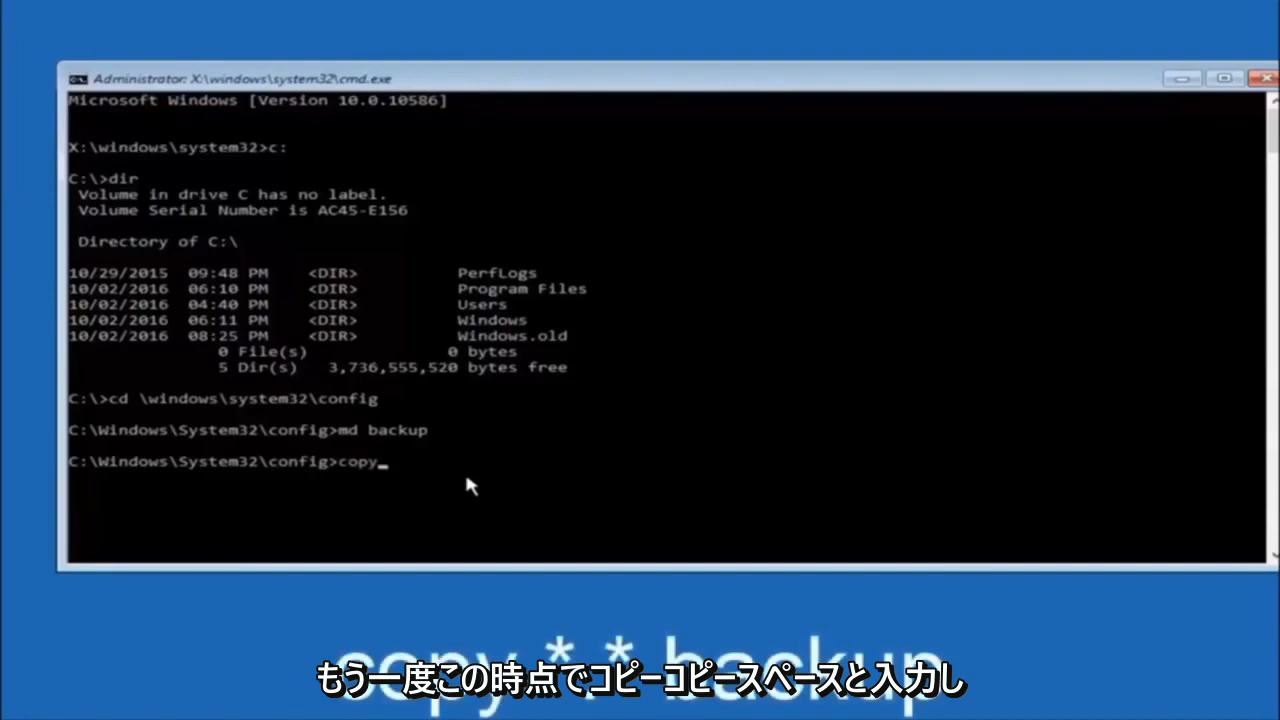 Administrator: X:\windows\system32\cmd.exe
Microsoft Windows [Version 10.0.10586]
X:\windows\system32>c:
C:\>dir
Volume in drive C has no label.
Volume Serial Number is AC45-E156
Directory of C:\
10/29/2015 09:48 PM <DIR> PerfLogs
10/02/2016 06:10 PM <DIR> Program Files
10/02/2016 04:40 PM <DIR> Users
10/02/2016 06:11 PM <DIR> Windows
10/02/2016 08:25 PM <DIR> Windows.old
0 File(s) 0 bytes
5 Dir(s) 3,736,555,520 bytes free
C:\>cd \windows\system32\config
C:\Windows\System32\config>md backup
C:\Windows\System32\config>copy_
copy *.* backup
もう一度この時点でコピーコピースペースと入力し